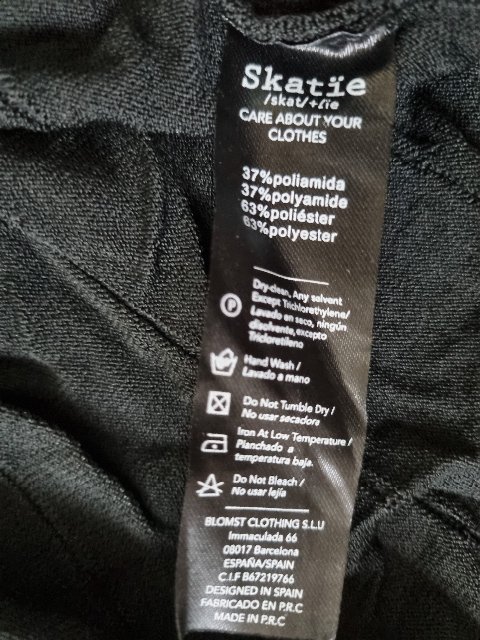 Skatïe
/skat/+/ïe
CARE ABOUT YOUR
CLOTHES
37%poliamida
37%polyamide
63%poliéster
63%polyester
Dry-clean, Any solvent
Except Trichlorethylene/
Lavado en seco, ningún
disolvente, excepto
Tricloretileno
P
Hand Wash /
Lavado a mano
Do Not Tumble Dry /
No usar secadora
Iron At Low Temperature /
Planchado a
temperatura baja.
Do Not Bleach /
No usar lejía
BLOMST CLOTHING S.L.U
Immaculada 66
08017 Barcelona
ESPAÑA/SPAIN
C.I.F B67219766
DESIGNED IN SPAIN
FABRICADO EN P.R.C
MADE IN P.R.C